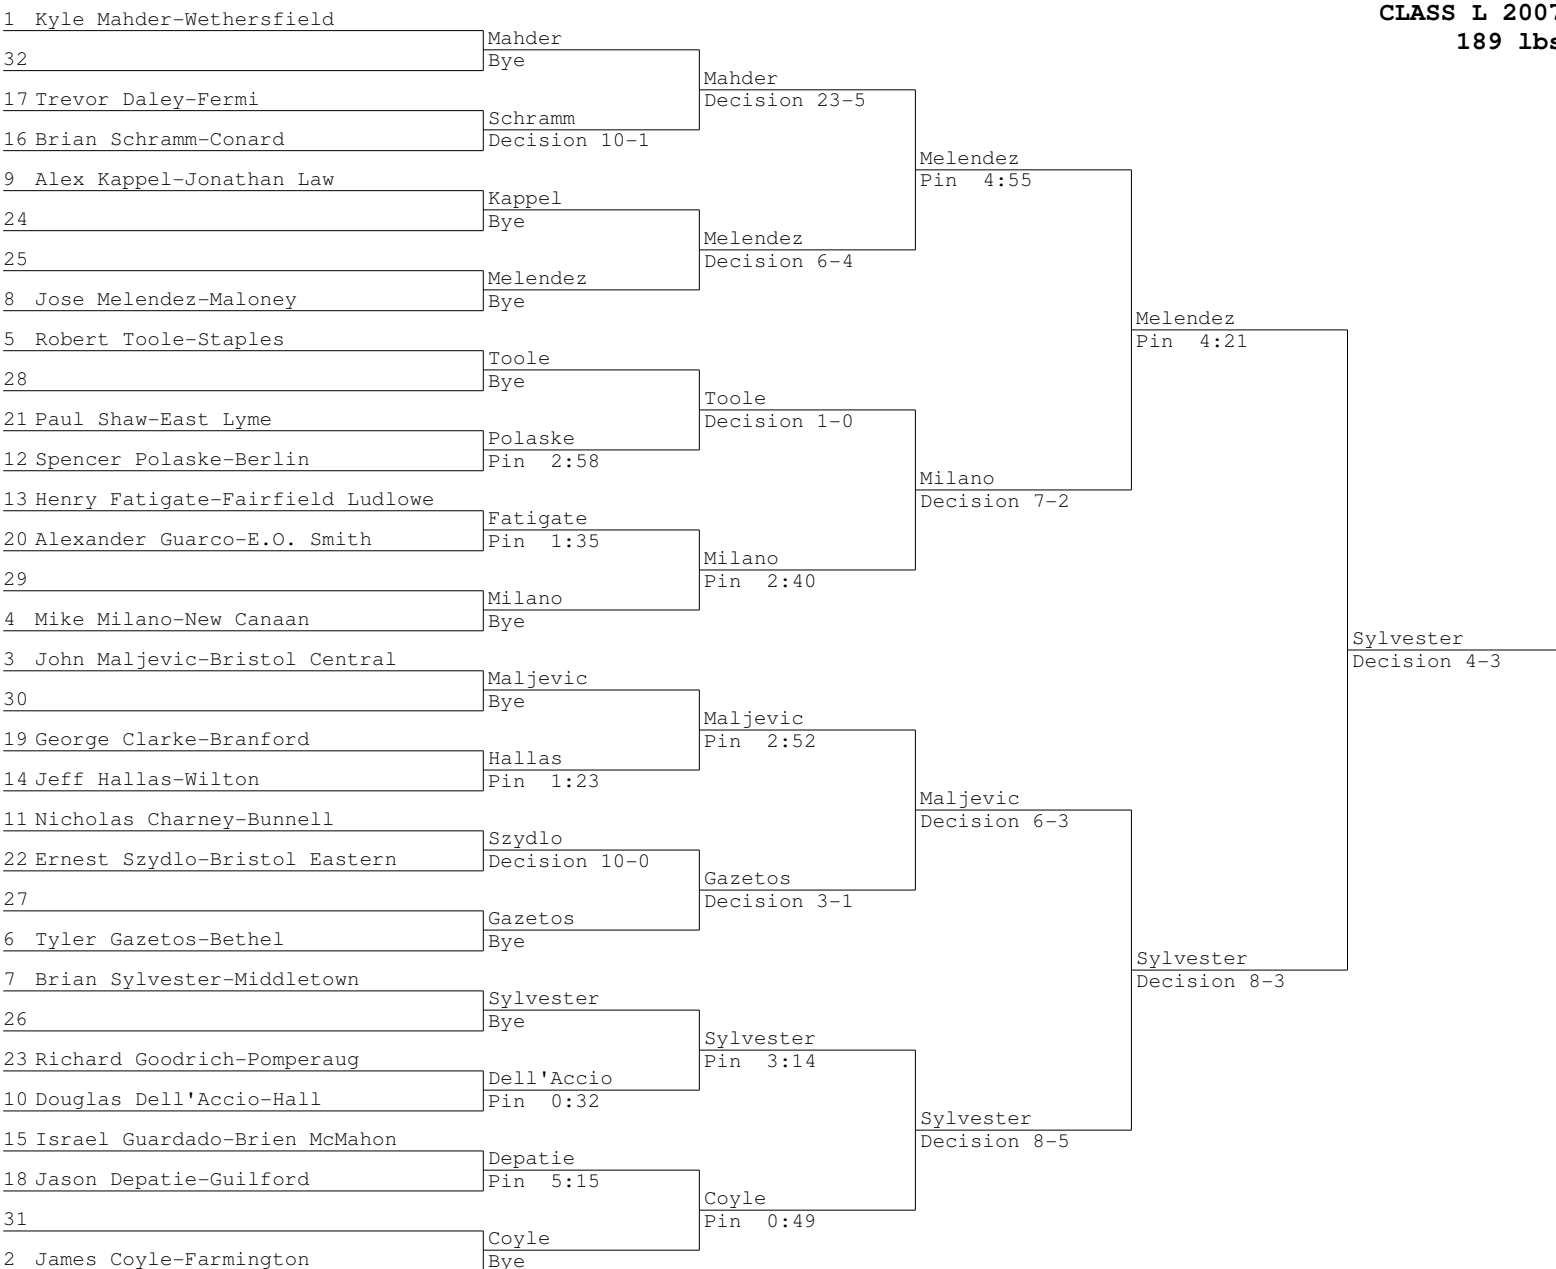 CLASS L 2007
189 lbs
1 Kyle Mahder-Wethersfield
Mahder
32
Bye
Mahder
17 Trevor Daley-Fermi
Decision 23-5
Schramm
16 Brian Schramm-Conard
Decision 10-1
Melendez
9 Alex Kappel-Jonathan Law
Pin 4:55
Kappel
24
Bye
Melendez
25
Decision 6-4
Melendez
8 Jose Melendez-Maloney
Bye
Melendez
5 Robert Toole-Staples
Pin 4:21
Toole
28
Bye
Toole
21 Paul Shaw-East Lyme
Decision 1-0
Polaske
12 Spencer Polaske-Berlin
Pin 2:58
Milano
13 Henry Fatigate-Fairfield Ludlowe
Decision 7-2
Fatigate
20 Alexander Guarco-E.O. Smith
Pin 1:35
Milano
29
Pin 2:40
Milano
4 Mike Milano-New Canaan
Bye
Sylvester
3 John Maljevic-Bristol Central
Decision 4-3
Maljevic
30
Bye
Maljevic
19 George Clarke-Branford
Pin 2:52
Hallas
14 Jeff Hallas-Wilton
Pin 1:23
Maljevic
11 Nicholas Charney-Bunnell
Decision 6-3
Szydlo
22 Ernest Szydlo-Bristol Eastern
Decision 10-0
Gazetos
27
Decision 3-1
Gazetos
6 Tyler Gazetos-Bethel
Bye
Sylvester
7 Brian Sylvester-Middletown
Decision 8-3
Sylvester
26
Bye
Sylvester
23 Richard Goodrich-Pomperaug
Pin 3:14
Dell'Accio
10 Douglas Dell'Accio-Hall
Pin 0:32
Sylvester
15 Israel Guardado-Brien McMahon
Decision 8-5
Depatie
18 Jason Depatie-Guilford
Pin 5:15
Coyle
31
Pin 0:49
Coyle
2 James Coyle-Farmington
Bye